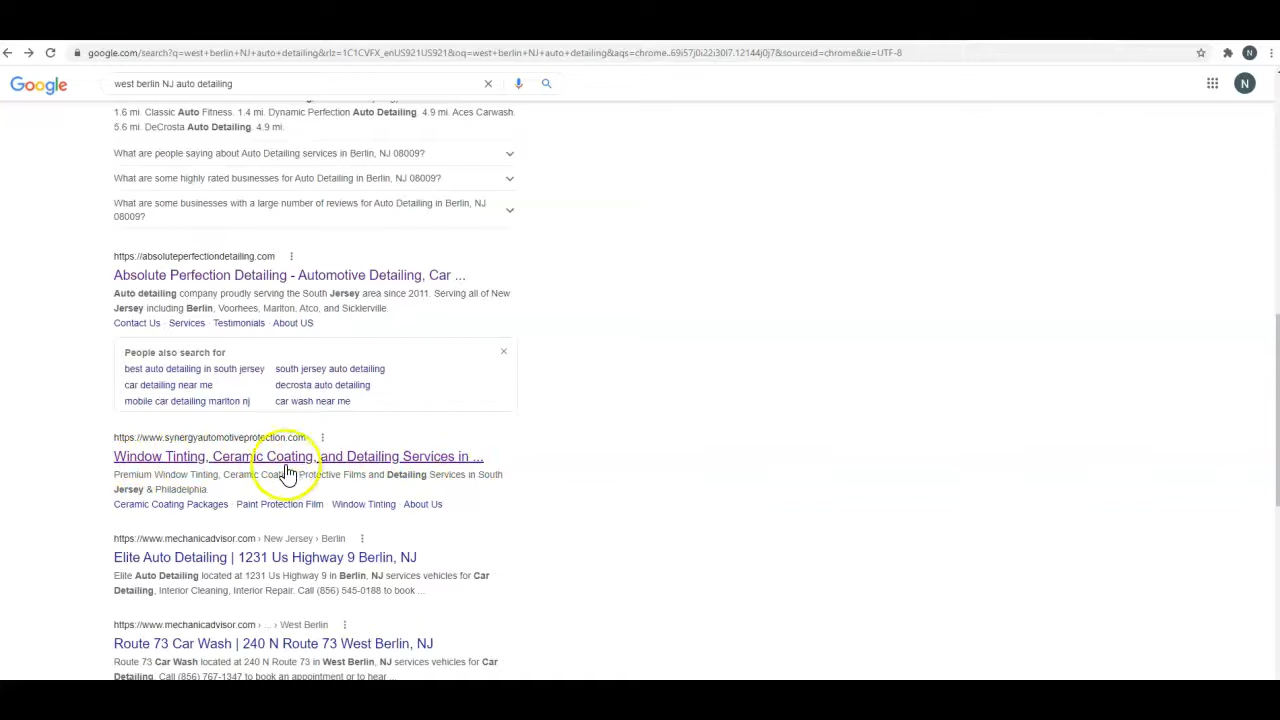 google.com/search?q=west+berlin+NJ+auto+detailing&rlz=1C1CVFX_enUS921US921&oq=west+berlin+NJ+auto+detailing&aqs=chrome..69i57j0i22i30l7.12144j0j7&sourceid=chrome&ie=UTF-8
N
Google
west berlin NJ auto detailing
N
1.6 mi. Classic Auto Fitness. 1.4 mi. Dynamic Perfection Auto Detailing. 4.9 mi. Aces Carwash.
5.6 mi. DeCrosta Auto Detailing. 4.9 mi.
What are people saying about Auto Detailing services in Berlin, NJ 08009?
What are some highly rated businesses for Auto Detailing in Berlin, NJ 08009?
What are some businesses with a large number of reviews for Auto Detailing in Berlin, NJ
08009?
https://absoluteperfectiondetailing.com
Absolute Perfection Detailing - Automotive Detailing, Car ...
Auto detailing company proudly serving the South Jersey area since 2011. Serving all of New
Jersey including Berlin, Voorhees, Marlton, Atco, and Sicklerville.
Contact Us · Services · Testimonials · About US
People also search for
best auto detailing in south jersey south jersey auto detailing
car detailing near me decrosta auto detailing
mobile car detailing marlton nj car wash near me
https://www.synergyautomotiveprotection.com
Window Tinting, Ceramic Coating, and Detailing Services in ...
Premium Window Tinting, Ceramic Protective Films and Detailing Services in South
Jersey & Philadelphia.
Ceramic Coating Packages · Paint Protection Film · Window Tinting · About Us
https://www.mechanicadvisor.com › New Jersey › Berlin
Elite Auto Detailing | 1231 Us Highway 9 Berlin, NJ
Elite Auto Detailing located at 1231 Us Highway 9 in Berlin, NJ services vehicles for Car
Detailing, Interior Cleaning, Interior Repair. Call (856) 545-0188 to book ...
https://www.mechanicadvisor.com › ... › West Berlin
Route 73 Car Wash | 240 N Route 73 West Berlin, NJ
Route 73 Car Wash located at 240 N Route 73 in West Berlin, NJ services vehicles for Car
Detailing. Call (856) 767-1347 to book an appointment or to hear ...